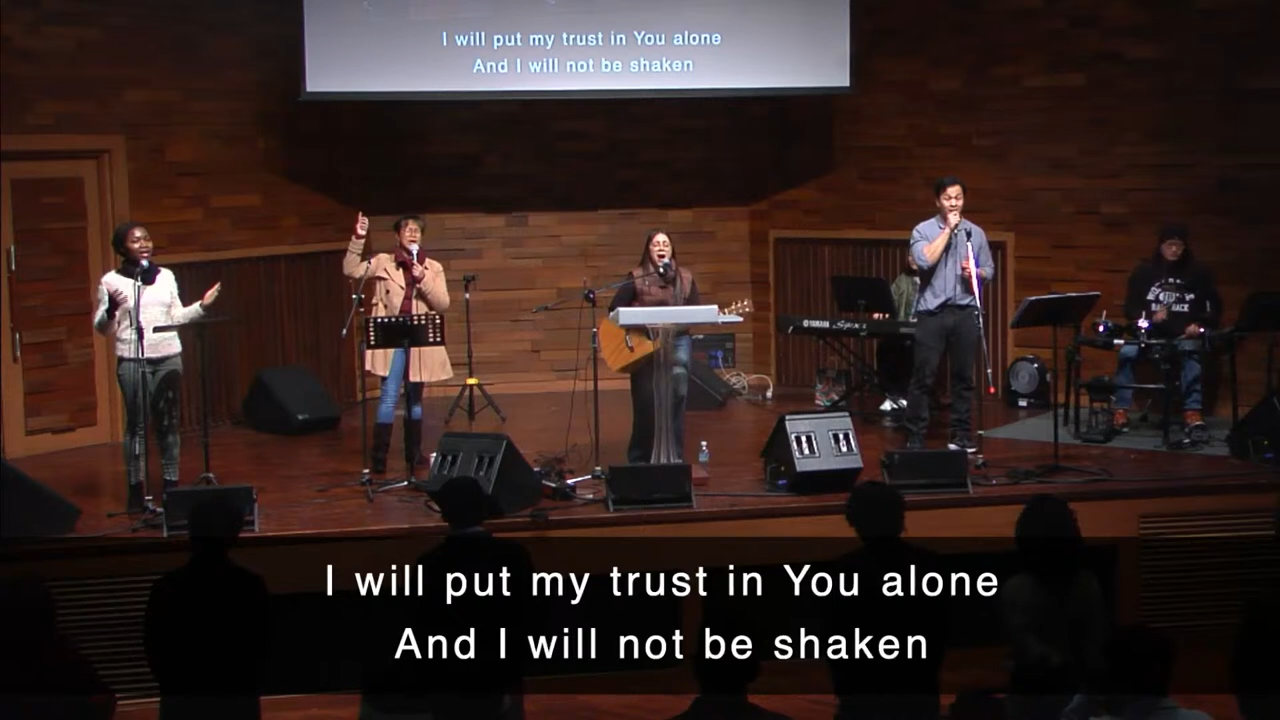 I will put my trust in You alone
And I will not be shaken
YAMAHA
I will put my trust in You alone
And I will not be shaken